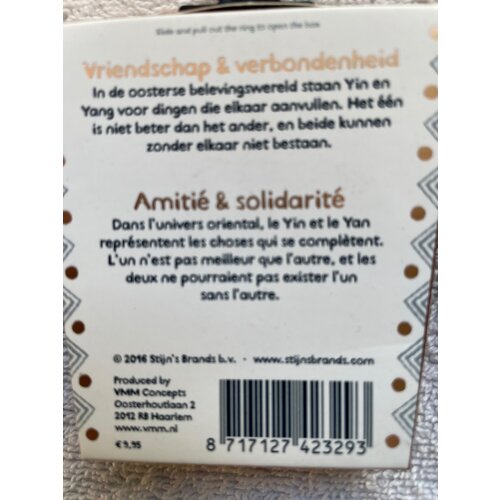 Slide and pull out the ring to open the box
Vriendschap & verbondenheid
In de oosterse belevingswereld staan Yin en
Yang voor dingen die elkaar aanvullen. Het één
is niet beter dan het ander, en beide kunnen
zonder elkaar niet bestaan.
Amitié & solidarité
Dans l'univers oriental, le Yin et le Yan
représentent les choses qui se complètent.
L'un n'est pas meilleur que l'autre, et les
deux ne pourraient pas exister l'un
sans l'autre.
© 2016 Stijn's Brands b.v. · www.stijnsbrands.com
Produced by
VMM Concepts
Oosterhoutlaan 2
2012 RB Haarlem
www.vmm.nl
€ 9,95
8 717127 423293